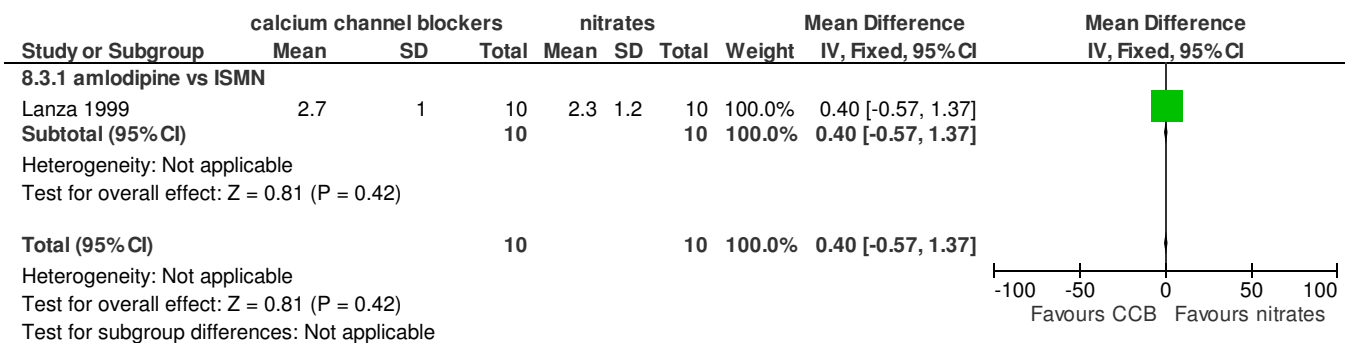 calcium channel blockers nitrates Mean Difference Mean Difference
Study or Subgroup Mean SD Total Mean SD Total Weight IV, Fixed, 95% CI IV, Fixed, 95% CI
8.3.1 amlodipine vs ISMN
Lanza 1999 2.7 1 10 2.3 1.2 10 100.0% 0.40 [-0.57, 1.37]
Subtotal (95% CI) 10 10 100.0% 0.40 [-0.57, 1.37]
Heterogeneity: Not applicable
Test for overall effect: Z = 0.81 (P = 0.42)
Total (95% CI) 10 10 100.0% 0.40 [-0.57, 1.37]
Heterogeneity: Not applicable
Test for overall effect: Z = 0.81 (P = 0.42)
Test for subgroup differences: Not applicable
-100 -50 0 50 100
Favours CCB Favours nitrates